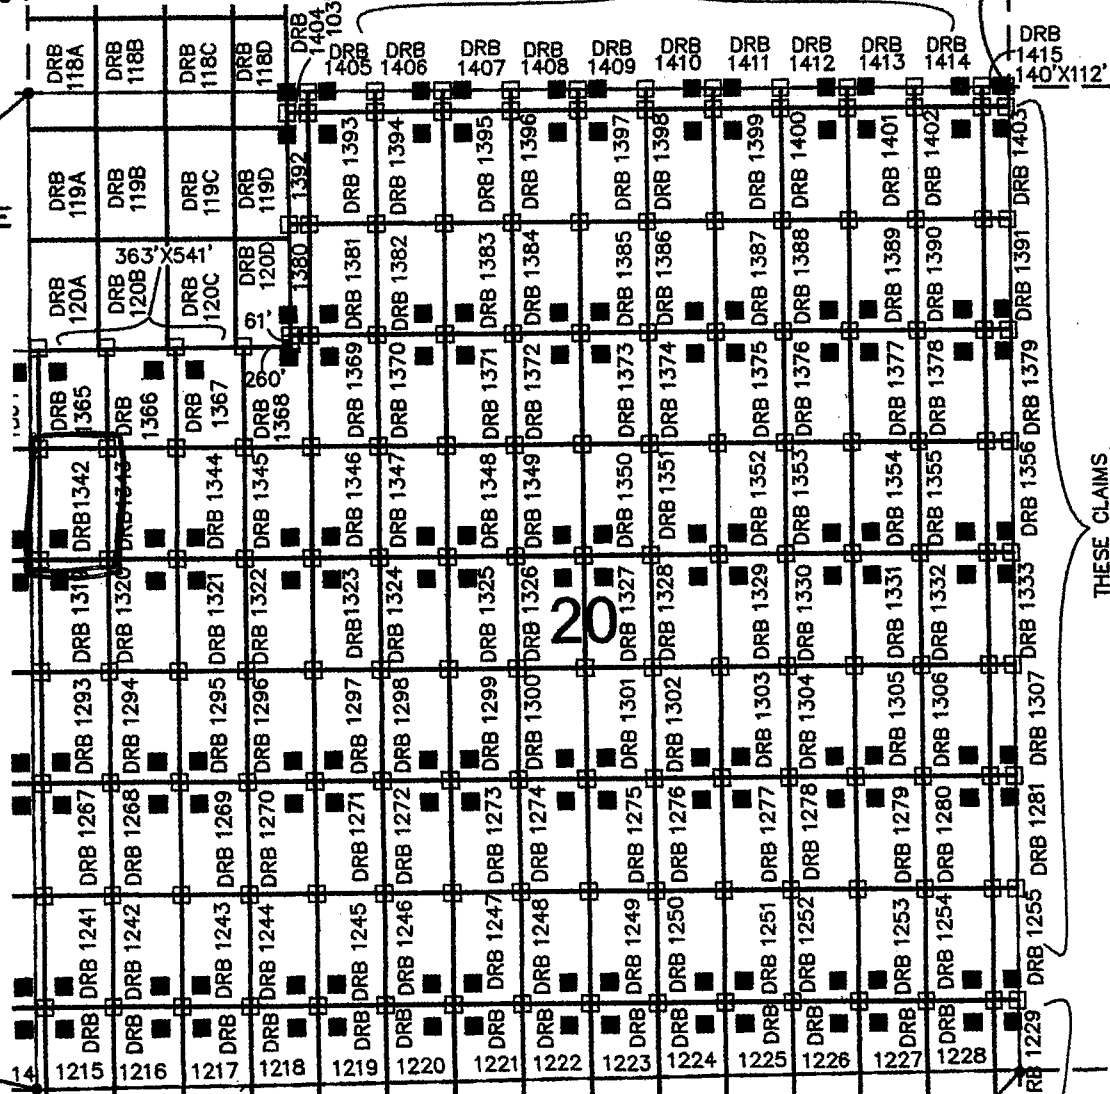 DRB 118A
DRB 118B
DRB 118C
DRB 118D
DRB 1404
103
DRB 1405
DRB 1406
DRB 1407
DRB 1408
DRB 1409
DRB 1410
DRB 1411
DRB 1412
DRB 1413
DRB 1414
DRB 1415
140'X112'
DRB 119A
DRB 119B
DRB 119C
DRB 119D
1392
DRB 1393
DRB 1394
DRB 1395
DRB 1396
DRB 1397
DRB 1398
DRB 1399
DRB 1400
DRB 1401
DRB 1402
DRB 1403
DRB 120A
DRB 120B
DRB 120C
DRB 120D
363'X541'
1380
DRB 1381
DRB 1382
DRB 1383
DRB 1384
DRB 1385
DRB 1386
DRB 1387
DRB 1388
DRB 1389
DRB 1390
DRB 1391
61'
260'
DRB 1365
DRB 1366
DRB 1367
DRB 1368
DRB 1369
DRB 1370
DRB 1371
DRB 1372
DRB 1373
DRB 1374
DRB 1375
DRB 1376
DRB 1377
DRB 1378
DRB 1379
DRB1342
DRB 1343
DRB 1344
DRB 1345
DRB 1346
DRB 1347
DRB 1348
DRB 1349
DRB 1350
DRB 1351
DRB 1352
DRB 1353
DRB 1354
DRB 1355
DRB 1356
THESE CLAIMS
DRB 1319
DRB 1320
DRB 1321
DRB 1322
DRB1323
DRB 1324
DRB 1325
DRB 1326
20
DRB 1327
DRB 1328
DRB 1329
DRB 1330
DRB 1331
DRB 1332
DRB 1333
DRB 1293
DRB 1294
DRB 1295
DRB 1296
DRB 1297
DRB 1298
DRB 1299
DRB 1300
DRB 1301
DRB 1302
DRB 1303
DRB 1304
DRB 1305
DRB 1306
DRB 1307
DRB 1267
DRB 1268
DRB 1269
DRB 1270
DRB 1271
DRB 1272
DRB 1273
DRB 1274
DRB 1275
DRB 1276
DRB 1277
DRB 1278
DRB 1279
DRB 1280
DRB 1281
DRB 1241
DRB 1242
DRB 1243
DRB 1244
DRB 1245
DRB 1246
DRB 1247
DRB 1248
DRB 1249
DRB 1250
DRB 1251
DRB 1252
DRB 1253
DRB 1254
DRB 1255
14
DRB 1215
DRB 1216
DRB 1217
DRB 1218
DRB 1219
DRB 1220
DRB 1221
DRB 1222
DRB 1223
DRB 1224
DRB 1225
DRB 1226
DRB 1227
DRB 1228
RB 1229